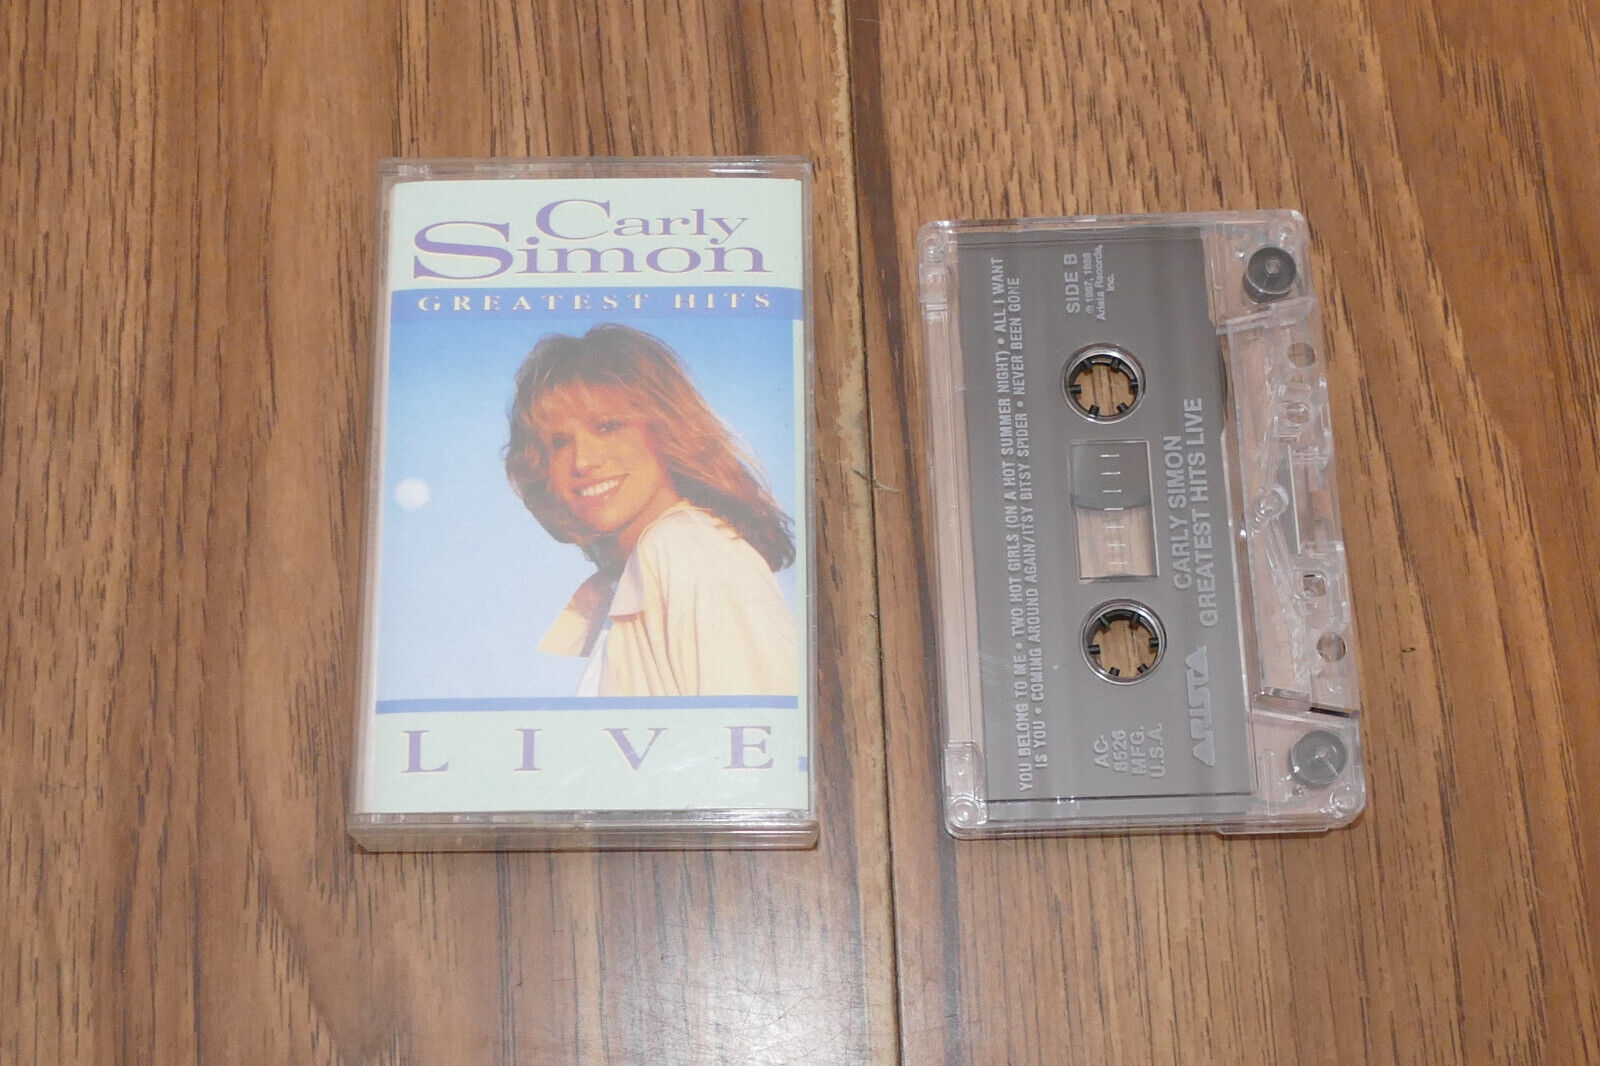 Carly
Simon
GREATEST HITS
LIVE
YOU BELONG TO ME • TWO HOT GIRLS (ON A HOT SUMMER NIGHT) • ALL I WANT
IS YOU • COMING AROUND AGAIN/ITSY BITSY SPIDER • NEVER BEEN GONE
SIDE B
℗ 1987, 1988
Arista Records,
Inc.
AC-
8526
MFG.
U.S.A.
CARLY SIMON
GREATEST HITS LIVE
ARISTA